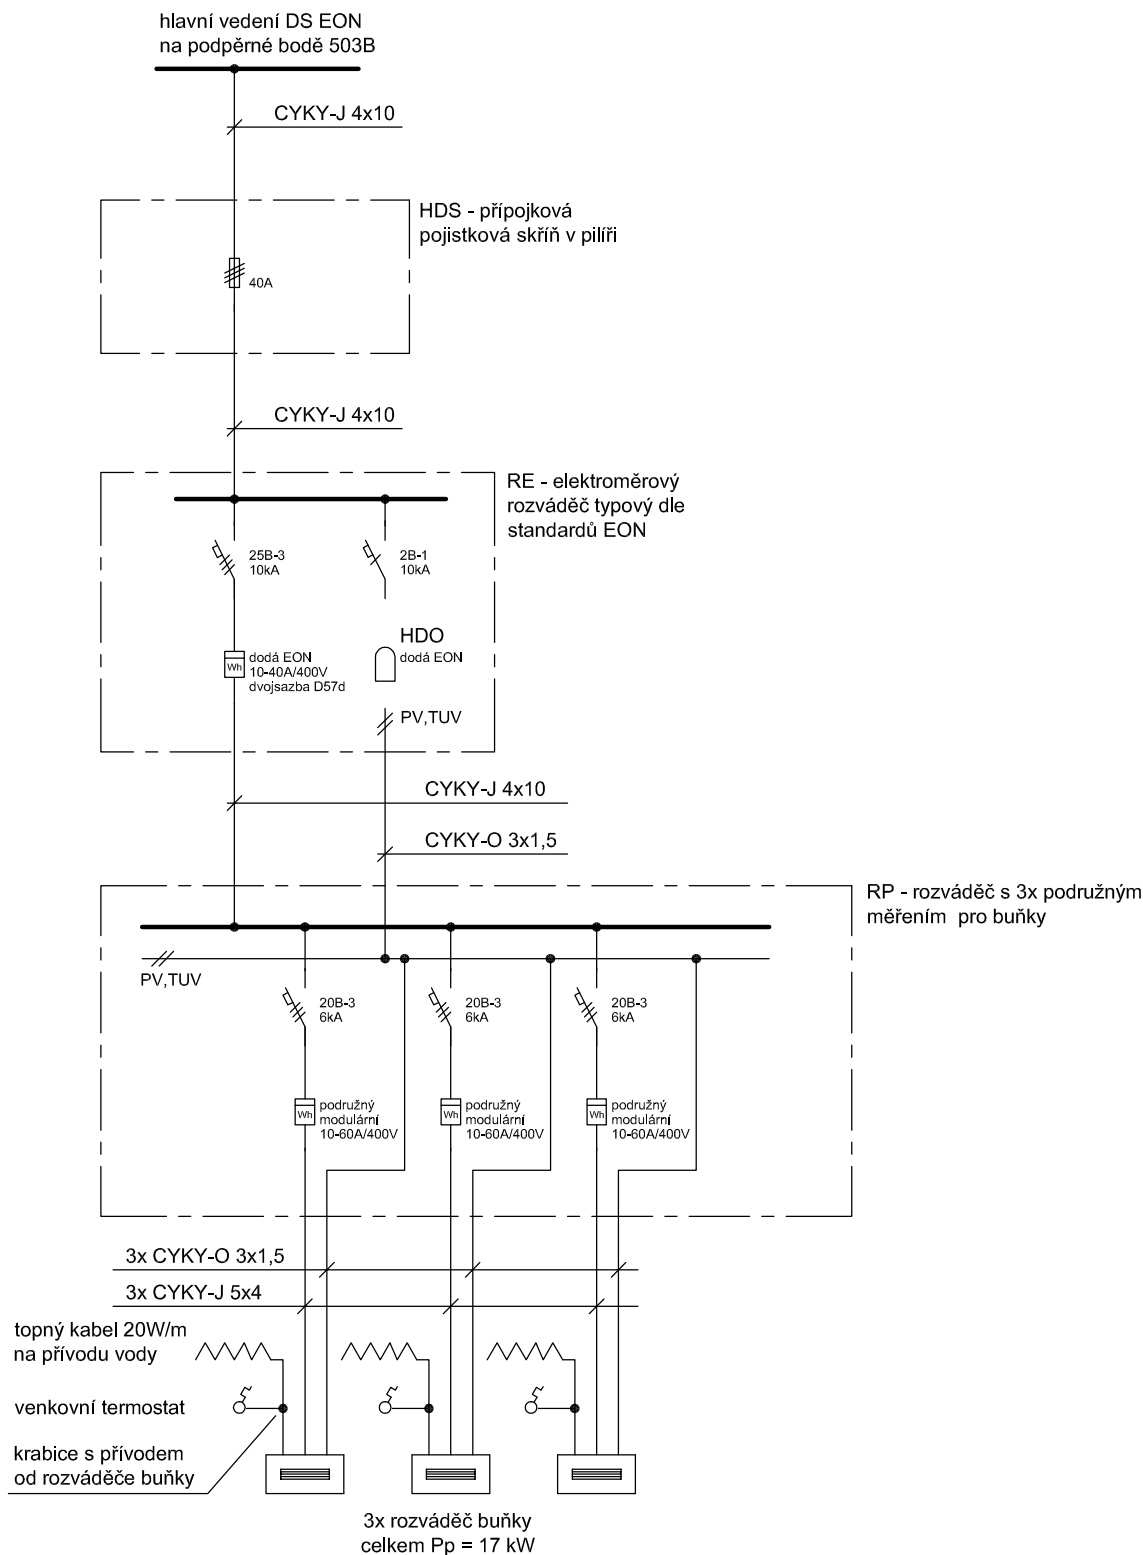 hlavní vedení DS EON
na podpěrné bodě 503B
CYKY-J 4x10
HDS - přípojková
pojistková skříň v pilíři
40A
CYKY-J 4x10
RE - elektroměrový
rozváděč typový dle
standardů EON
25B-3
10kA
2B-1
10kA
HDO
dodá EON
Wh
dodá EON
10-40A/400V
dvojsazba D57d
PV,TUV
CYKY-J 4x10
CYKY-O 3x1,5
RP - rozváděč s 3x podružným
měřením pro buňky
PV,TUV
20B-3
6kA
20B-3
6kA
20B-3
6kA
Wh
podružný
modulární
10-60A/400V
Wh
podružný
modulární
10-60A/400V
Wh
podružný
modulární
10-60A/400V
3x CYKY-O 3x1,5
3x CYKY-J 5x4
topný kabel 20W/m
na přívodu vody
venkovní termostat
krabice s přívodem
od rozváděče buňky
3x rozváděč buňky
celkem Pp = 17 kW